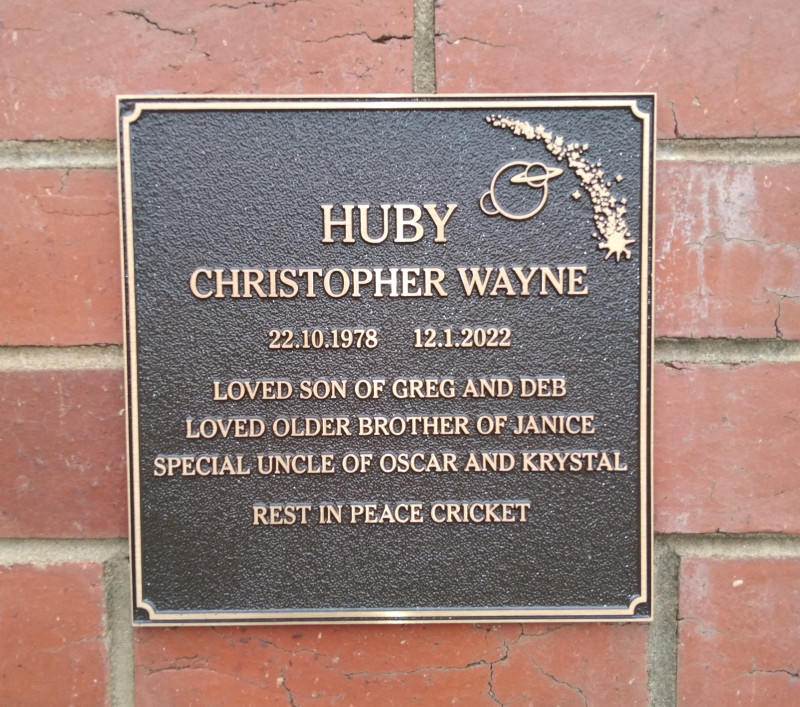 HUBY
CHRISTOPHER WAYNE
22.10.1978 12.1.2022
LOVED SON OF GREG AND DEB
LOVED OLDER BROTHER OF JANICE
SPECIAL UNCLE OF OSCAR AND KRYSTAL
REST IN PEACE CRICKET